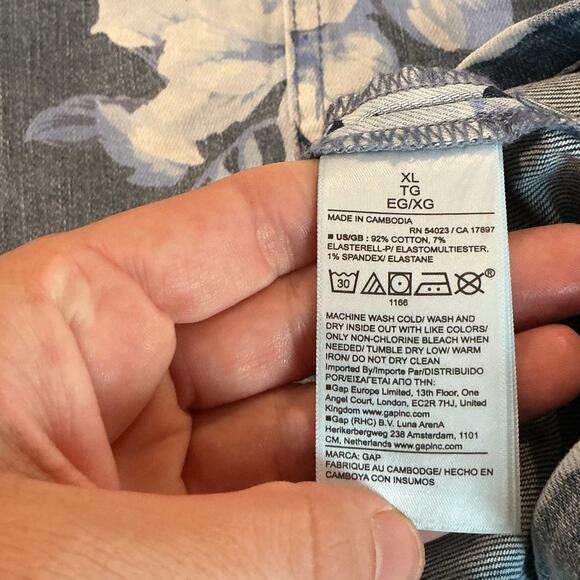 XL
TG
EG/XG
MADE IN CAMBODIA
RN 54023 / CA 17897
■ US/GB : 92% COTTON, 7%
ELASTERELL-P/ ELASTOMULTIESTER,
1% SPANDEX/ ELASTANE
30
®
1166
MACHINE WASH COLD/ WASH AND
DRY INSIDE OUT WITH LIKE COLORS/
ONLY NON-CHLORINE BLEACH WHEN
NEEDED/ TUMBLE DRY LOW/ WARM
IRON/ DO NOT DRY CLEAN
Imported By/Importe Par/DISTRIBUIDO
POR/ΕΙΣΑΓΕΤΑΙ ΑΠΟ ΤΗΝ:
■Gap Europe Limited, 13th Floor, One
Angel Court, London, EC2R 7HJ, United
Kingdom www.gapinc.com
■Gap (RHC) B.V. Luna ArenA
Herikerbergweg 238 Amsterdam, 1101
CM, Netherlands www.gapinc.com
MARCA: GAP
FABRIQUE AU CAMBODGE/ HECHO EN
CAMBOYA CON INSUMOS